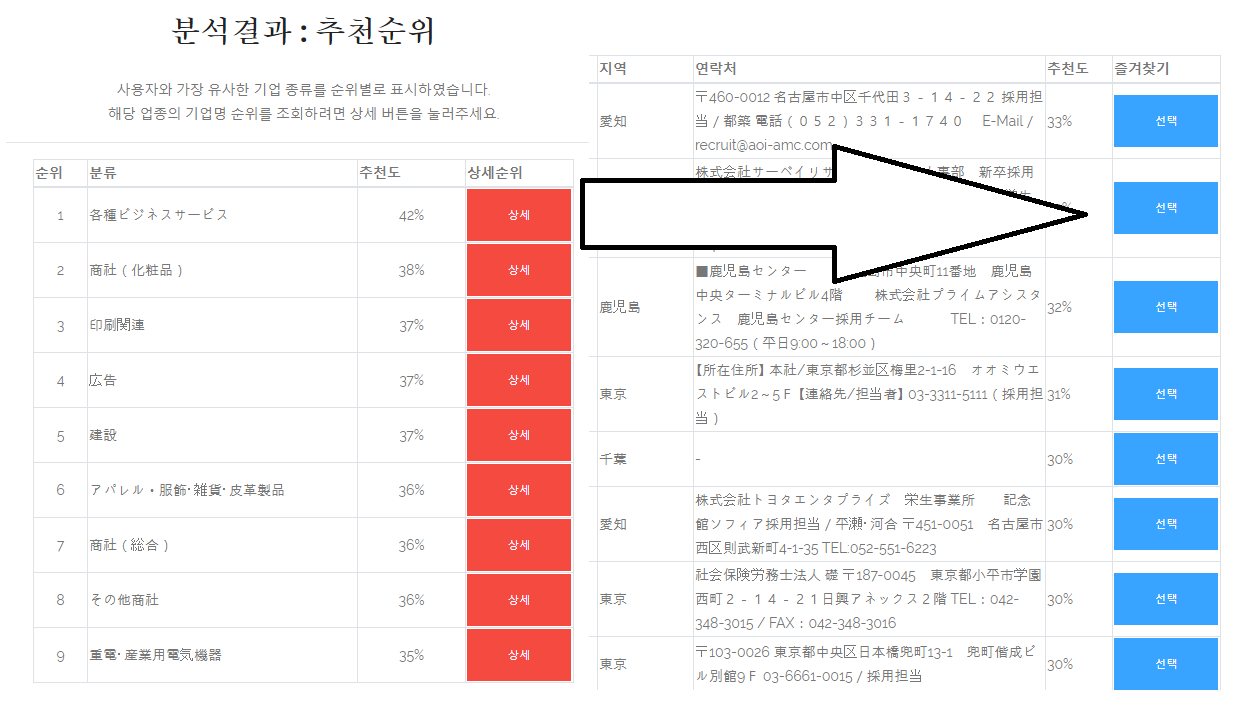 분석결과 : 추천순위
사용자와 가장 유사한 기업 종류를 순위별로 표시하였습니다.
해당 업종의 기업명 순위를 조회하려면 상세 버튼을 눌러주세요.
순위 분류 추천도 상세순위
1 各種ビジネスサービス 42% 상세
2 商社（化粧品） 38% 상세
3 印刷関連 37% 상세
4 広告 37% 상세
5 建設 37% 상세
6 アパレル・服飾・雑貨・皮革製品 36% 상세
7 商社（総合） 36% 상세
8 その他商社 36% 상세
9 重電・産業用電気機器 35% 상세
지역 연락처 추천도 즐겨찾기
〒460-0012 名古屋市中区千代田３－１４－２２ 採用担
愛知 当 / 都築 電話（０５２）３３１－１７４０ E-Mail / 33% 선택
recruit@aoi-amc.com
株式会社サーベイリサ 事部 新卒採用
선택
■鹿児島センター 島市中央町11番地 鹿児島
中央ターミナルビル4階 株式会社プライムアシスタ
鹿児島 ンス 鹿児島センター採用チーム TEL：0120- 32% 선택
320-655（平日9:00～18:00）
【所在住所】本社/東京都杉並区梅里2-1-16 オオミウエ
東京 ストビル2～5Ｆ【連絡先/担当者】03-3311-5111（採用担 31% 선택
当）
千葉 - 30% 선택
株式会社トヨタエンタプライズ 栄生事業所 記念
愛知 館ソフィア採用担当 / 平瀬・河合 〒451-0051 名古屋市 30% 선택
西区則武新町4-1-35 TEL:052-551-6223
社会保険労務士法人 礎 〒187-0045 東京都小平市学園
東京 西町２－１４－２１日興アネックス２階 TEL：042- 30% 선택
348-3015 / FAX：042-348-3016
〒103-0026 東京都中央区日本橋兜町13-1 兜町偕成ビ
東京 ル別館9Ｆ 03-6661-0015 / 採用担当 30% 선택